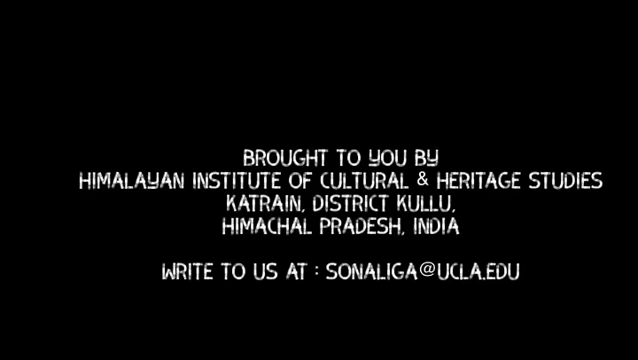 BROUGHT TO YOU BY
HIMALAYAN INSTITUTE OF CULTURAL & HERITAGE STUDIES
KATRAIN, DISTRICT KULLU,
HIMACHAL PRADESH, INDIA
WRITE TO US AT : SONALIGA@UCLA.EDU